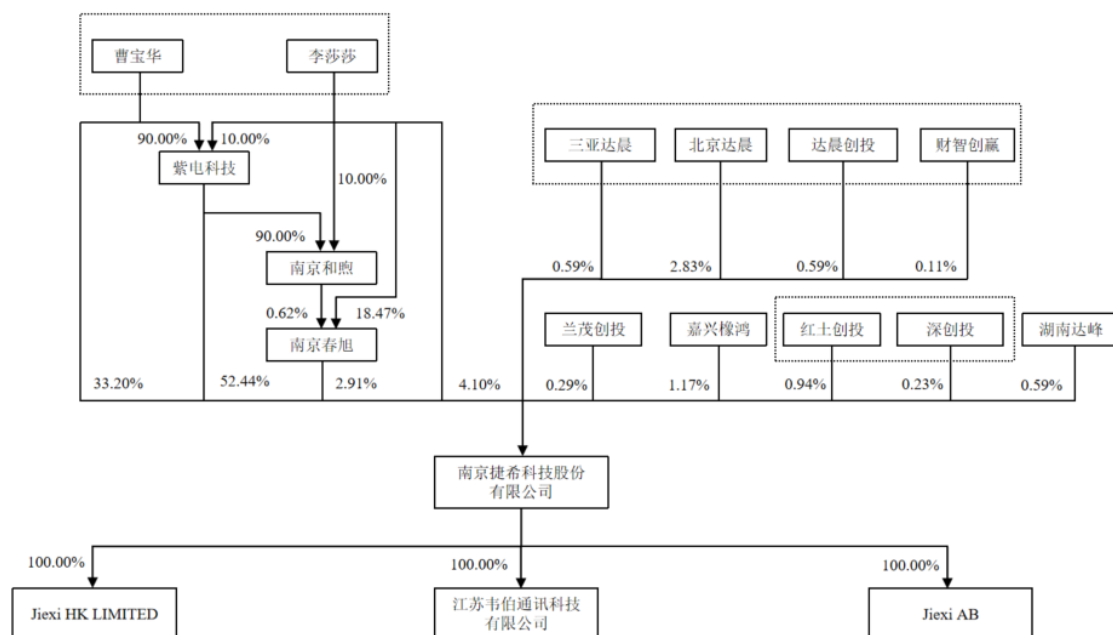 曹宝华
李莎莎
90.00%
10.00%
紫电科技
10.00%
三亚达晨
北京达晨
达晨创投
财智创赢
90.00%
南京和煦
0.59%
2.83%
0.59%
0.11%
0.62%
18.47%
南京春旭
兰茂创投
嘉兴橡鸿
红土创投
深创投
湖南达峰
33.20%
52.44%
2.91%
4.10%
0.29%
1.17%
0.94%
0.23%
0.59%
南京捷希科技股份
有限公司
100.00%
100.00%
100.00%
Jiexi HK LIMITED
江苏韦伯通讯科技
有限公司
Jiexi AB